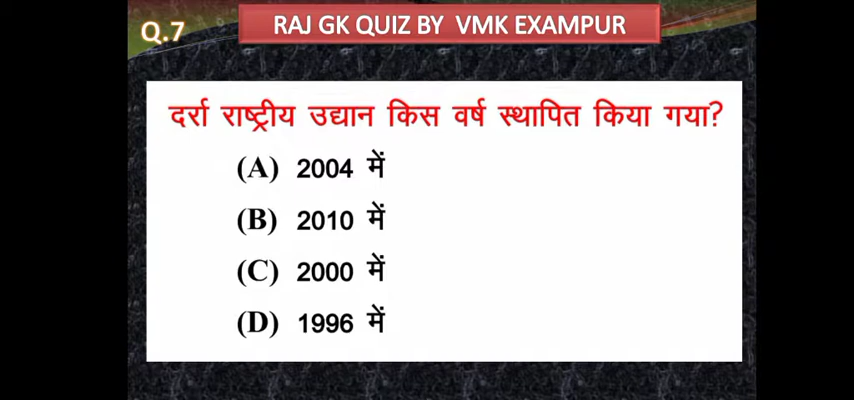 Q.7
RAJ GK QUIZ BY VMK EXAMPUR
दर्रा राष्ट्रीय उद्यान किस वर्ष स्थापित किया गया?
(A) 2004 में
(B) 2010 में
(C) 2000 में
(D) 1996 में